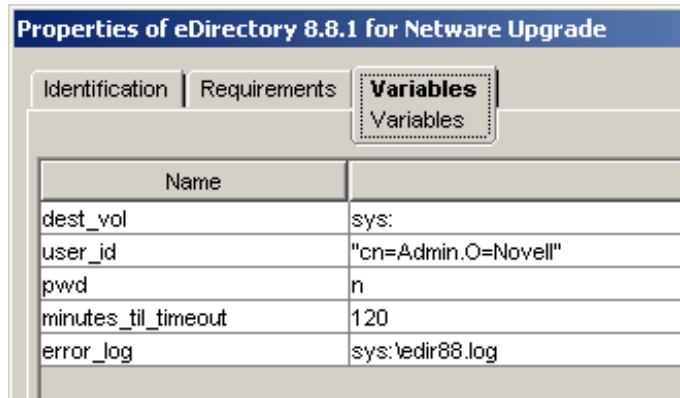 Properties of eDirectory 8.8.1 for Netware Upgrade
Identification Requirements Variables
Variables
Name
dest_vol sys:
user_id "cn=Admin.O=Novell"
pwd n
minutes_til_timeout 120
error_log sys:\edir88.log